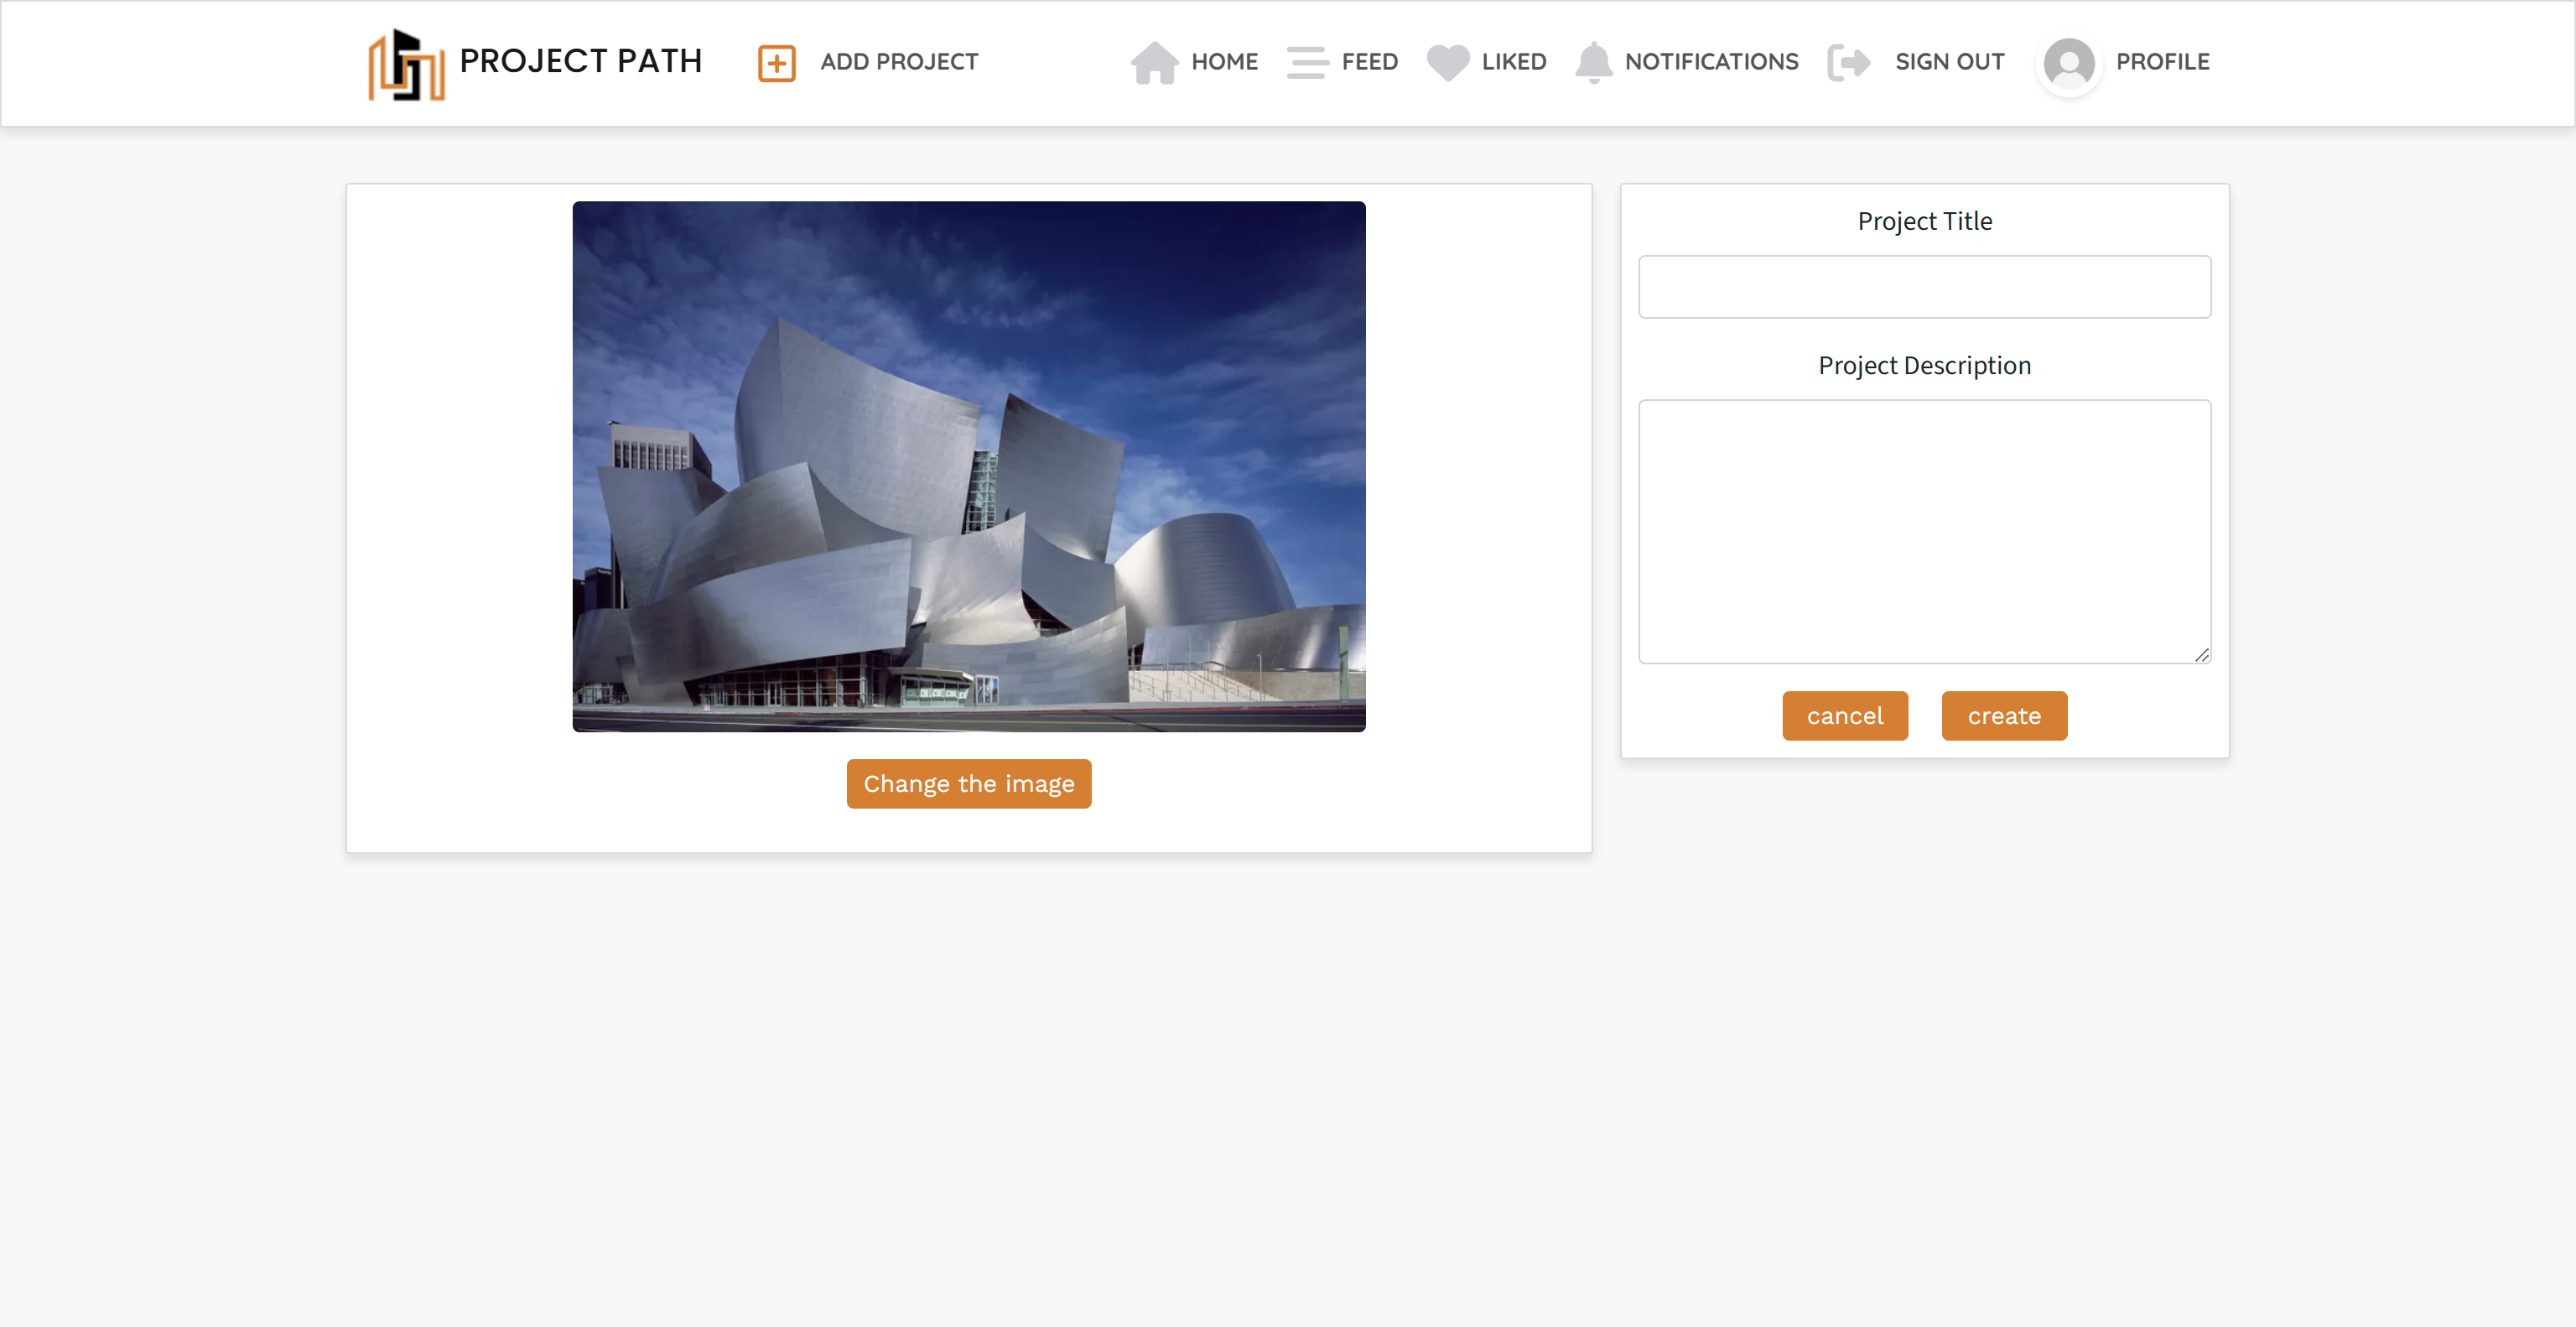 PROJECT PATH
ADD PROJECT
HOME
FEED
LIKED
NOTIFICATIONS
SIGN OUT
PROFILE
Project Title
Project Description
cancel
create
Change the image